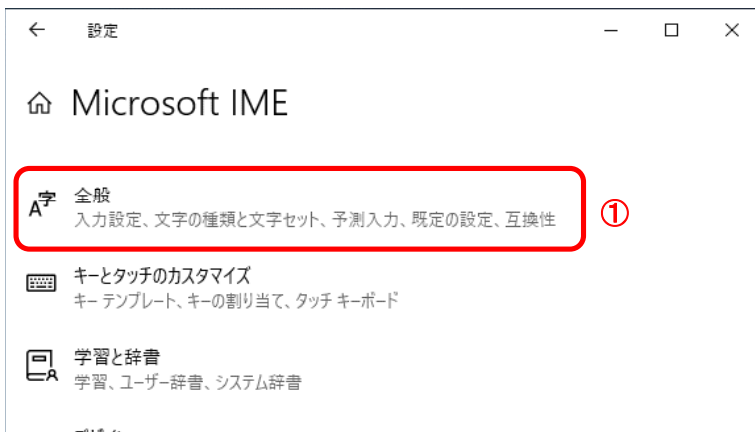 設定
Microsoft IME
全般
入力設定、文字の種類と文字セット、予測入力、既定の設定、互換性
①
キーとタッチのカスタマイズ
キー テンプレート、キーの割り当て、タッチ キーボード
学習と辞書
学習、ユーザー辞書、システム辞書